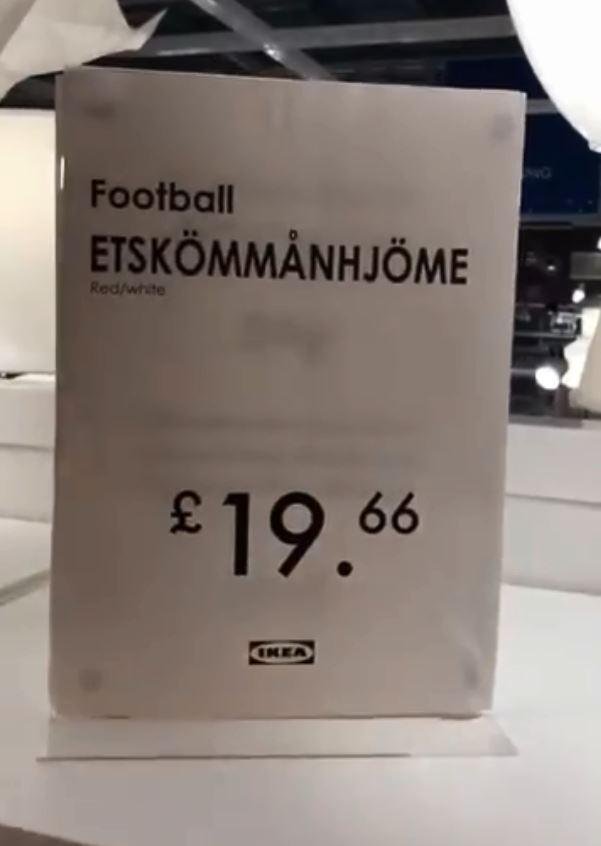 Football
ETSKÖMMÅNHJÖME
Red/white
£19.66
IKEA